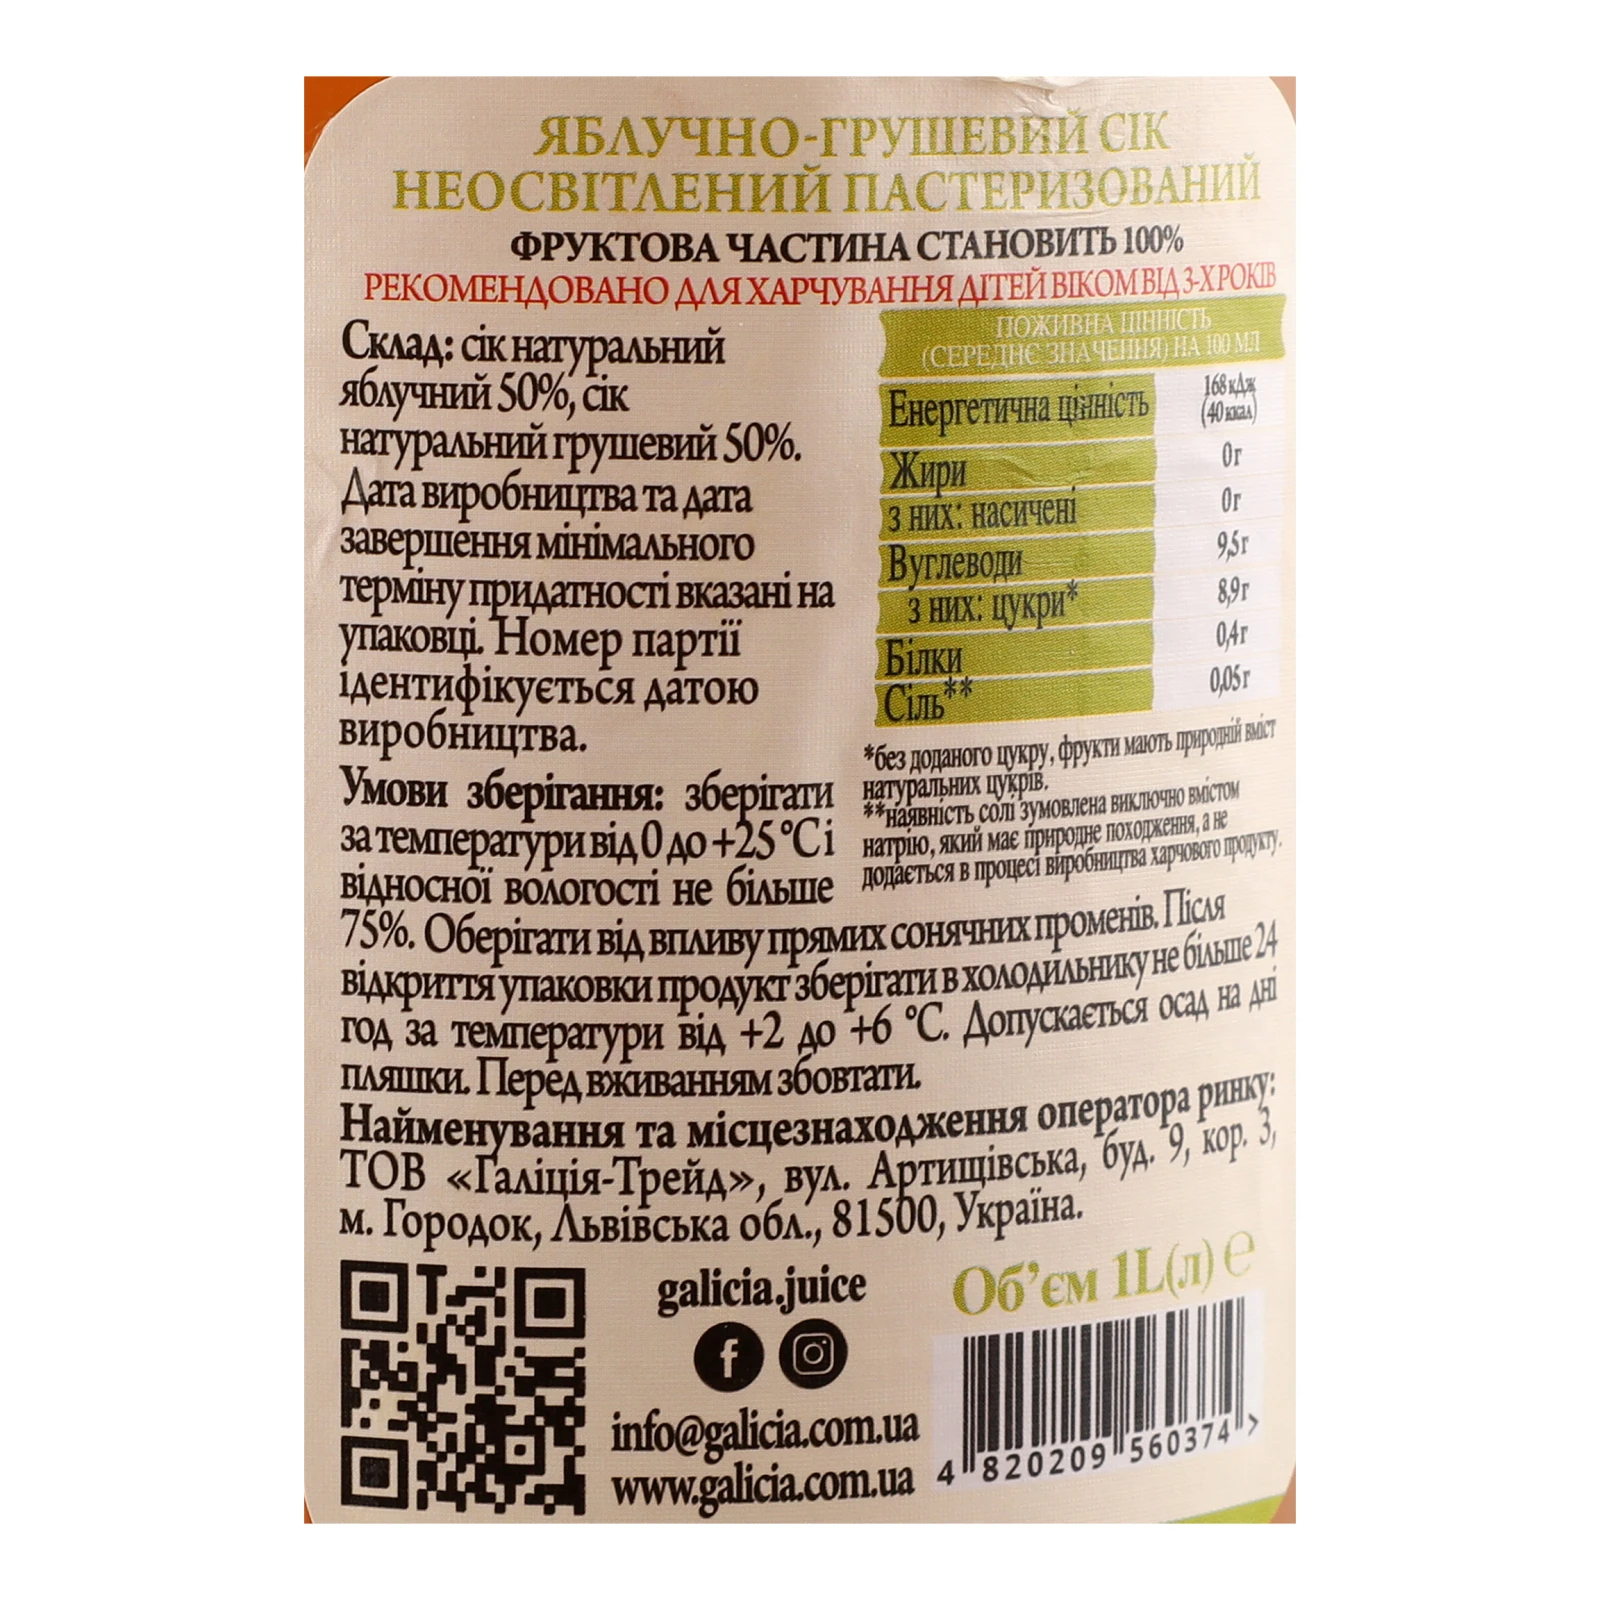 ЯБЛУЧНО-ГРУШЕВИЙ СІК
НЕОСВІТЛЕНИЙ ПАСТЕРИЗОВАНИЙ
ФРУКТОВА ЧАСТИНА СТАНОВИТЬ 100%
РЕКОМЕНДОВАНО ДЛЯ ХАРЧУВАННЯ ДІТЕЙ ВІКОМ ВІД 3-Х РОКІВ
Склад: сік натуральний
яблучний 50%, сік
натуральний грушевий 50%.
Дата виробництва та дата
завершення мінімального
терміну придатності вказані на
упаковці. Номер партії
ідентифікується датою
виробництва.
ПОЖИВНА ЦІННІСТЬ
(СЕРЕДНЄ ЗНАЧЕННЯ) НА 100 МЛ
Енергетична цінність 168 кДж
(40 ккал)
Жири 0г
з них: насичені 0г
Вуглеводи 9,5г
з них: цукри* 8,9г
Білки 0,4г
Сіль** 0,05г
*без доданого цукру, фрукти мають природній вміст
натуральних цукрів.
**наявність солі зумовлена виключно вмістом
натрію, який має природне походження, а не
додається в процесі виробництва харчового продукту.
Умови зберігання: зберігати
за температури від 0 до +25 °С і
відносної вологості не більше
75%. Оберігати від впливу прямих сонячних променів. Після
відкриття упаковки продукт зберігати в холодильнику не більше 24
год за температури від +2 до +6 °С. Допускається осад на дні
пляшки. Перед вживанням збовтати.
Найменування та місцезнаходження оператора ринку:
ТОВ «Галіція-Трейд», вул. Артищівська, буд. 9, кор. 3,
м. Городок, Львівська обл., 81500, Україна.
galicia.juice
info@galicia.com.ua
www.galicia.com.ua
Об’єм 1L(л) ℮
4 820209 560374 >